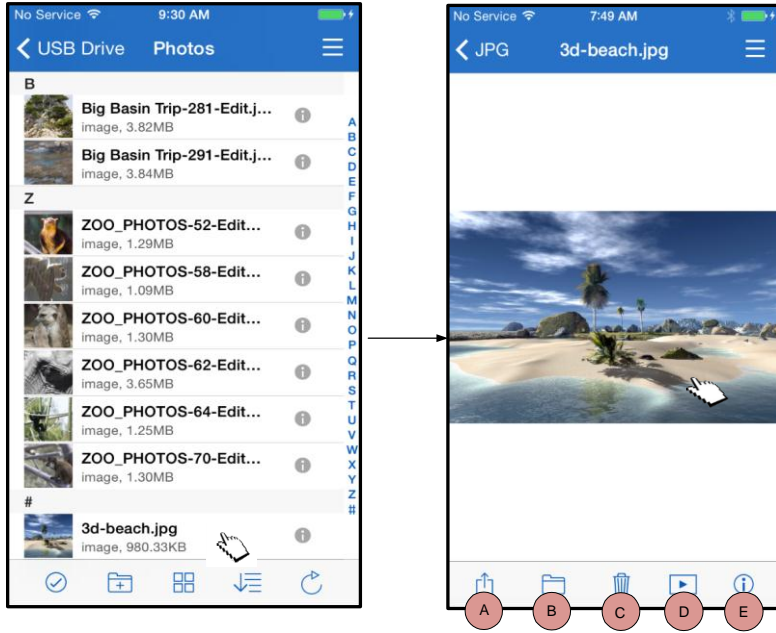 No Service 9:30 AM
USB Drive Photos
B
Big Basin Trip-281-Edit.j...
image, 3.82MB
Big Basin Trip-291-Edit.j...
image, 3.84MB
Z
ZOO_PHOTOS-52-Edit...
image, 1.29MB
ZOO_PHOTOS-58-Edit...
image, 1.09MB
ZOO_PHOTOS-60-Edit...
image, 1.30MB
ZOO_PHOTOS-62-Edit...
image, 3.65MB
ZOO_PHOTOS-64-Edit...
image, 1.25MB
ZOO_PHOTOS-70-Edit...
image, 1.30MB
#
3d-beach.jpg
image, 980.33KB
A
B
C
D
E
F
G
H
I
J
K
L
M
N
O
P
Q
R
S
T
U
V
W
X
Y
Z
#
No Service 7:49 AM
JPG 3d-beach.jpg
A B C D E